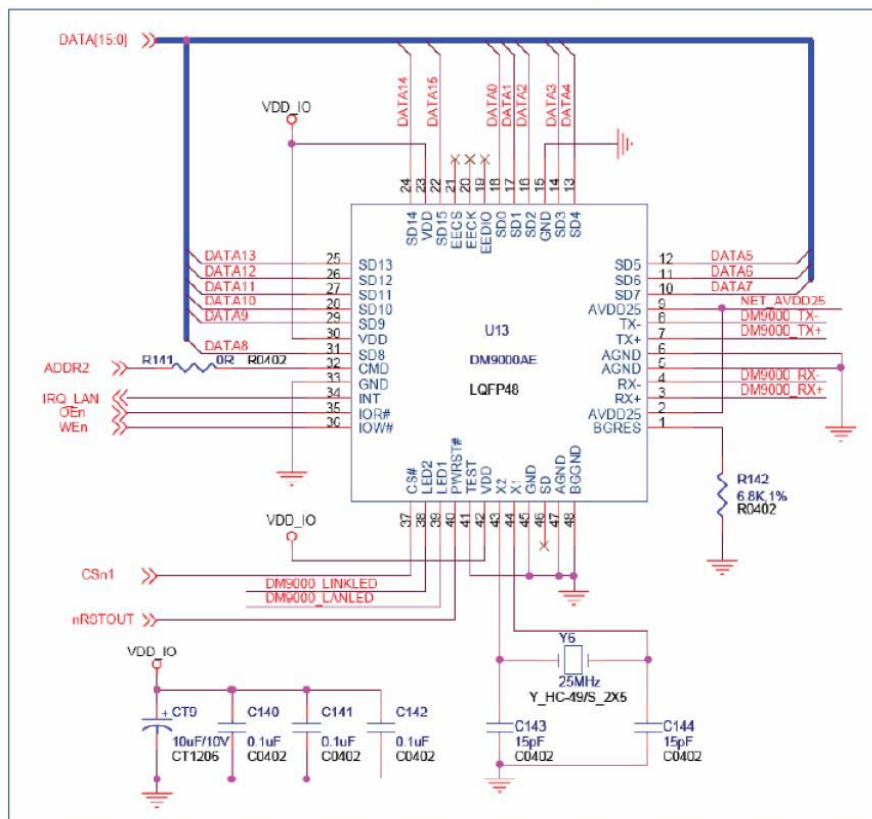 DATA[15:0]
DATA14
DATA15
DATA0
DATA1
DATA2
DATA3
DATA4
VDD_IO
24 23 22 21 20 19 18 17 16 15 14 13
SD14 VDD SD15 EECS EECK EEDIO SD0 SD1 SD2 GND SD3 SD4
DATA13 25 SD13
DATA12 26 SD12
DATA11 27 SD11
DATA10 28 SD10
DATA9 29 SD9
30 VDD
DATA8 31 SD8
ADDR2 R141 0R R0402 32 CMD
33 GND
IRQ_LAN 34 INT
OEn 35 IOR#
WEn 36 IOW#
U13
DM9000AE
LQFP48
SD5 12 DATA5
SD6 11 DATA6
SD7 10 DATA7
AVDD25 9 NET_AVDD25
TX- 8 DM9000_TX-
TX+ 7 DM9000_TX+
AGND 6
AGND 5
RX- 4 DM9000_RX-
RX+ 3 DM9000_RX+
AVDD25 2
BGRES 1
CS# LED2 LED1 PWRST# TEST VDD X2 X1 GND SD AGND BGGND
37 38 39 40 41 42 43 44 45 46 47 48
R142
6.8K,1%
R0402
VDD_IO
CSn1
DM9000_LINKLED
DM9000_LANLED
nRSTOUT
VDD_IO
Y6
25MHz
Y_HC-49/S_2X5
CT9
10uF/10V
CT1206
C140
0.1uF
C0402
C141
0.1uF
C0402
C142
0.1uF
C0402
C143
15pF
C0402
C144
15pF
C0402